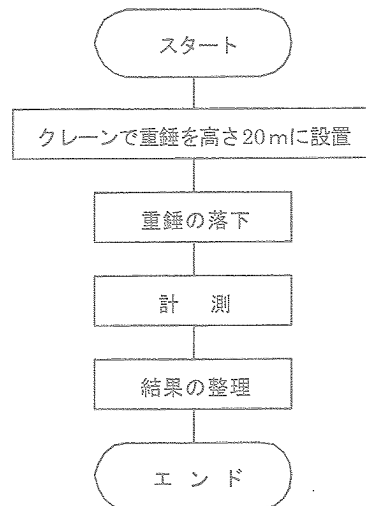 スタート
クレーンで重錘を高さ20mに設置
重錘の落下
計 測
結果の整理
エンド